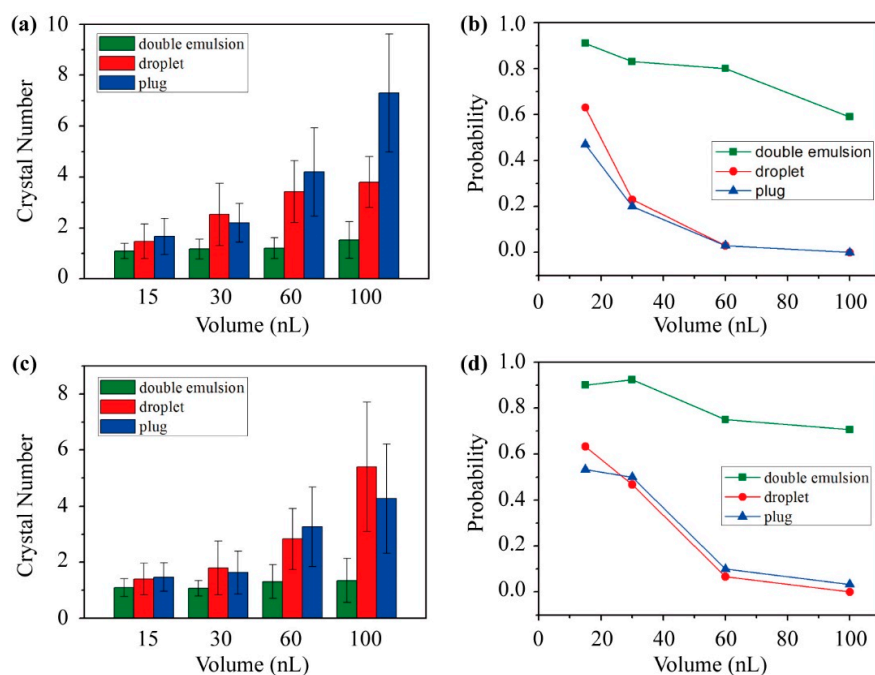 (a)
10
8
6
4
2
0
Crystal Number
double emulsion
droplet
plug
15 30 60 100
Volume (nL)
(b)
1.0
0.8
0.6
0.4
0.2
0.0
Probability
double emulsion
droplet
plug
0 20 40 60 80 100
Volume (nL)
(c)
8
6
4
2
0
Crystal Number
double emulsion
droplet
plug
15 30 60 100
Volume (nL)
(d)
1.0
0.8
0.6
0.4
0.2
0.0
Probability
double emulsion
droplet
plug
0 20 40 60 80 100
Volume (nL)